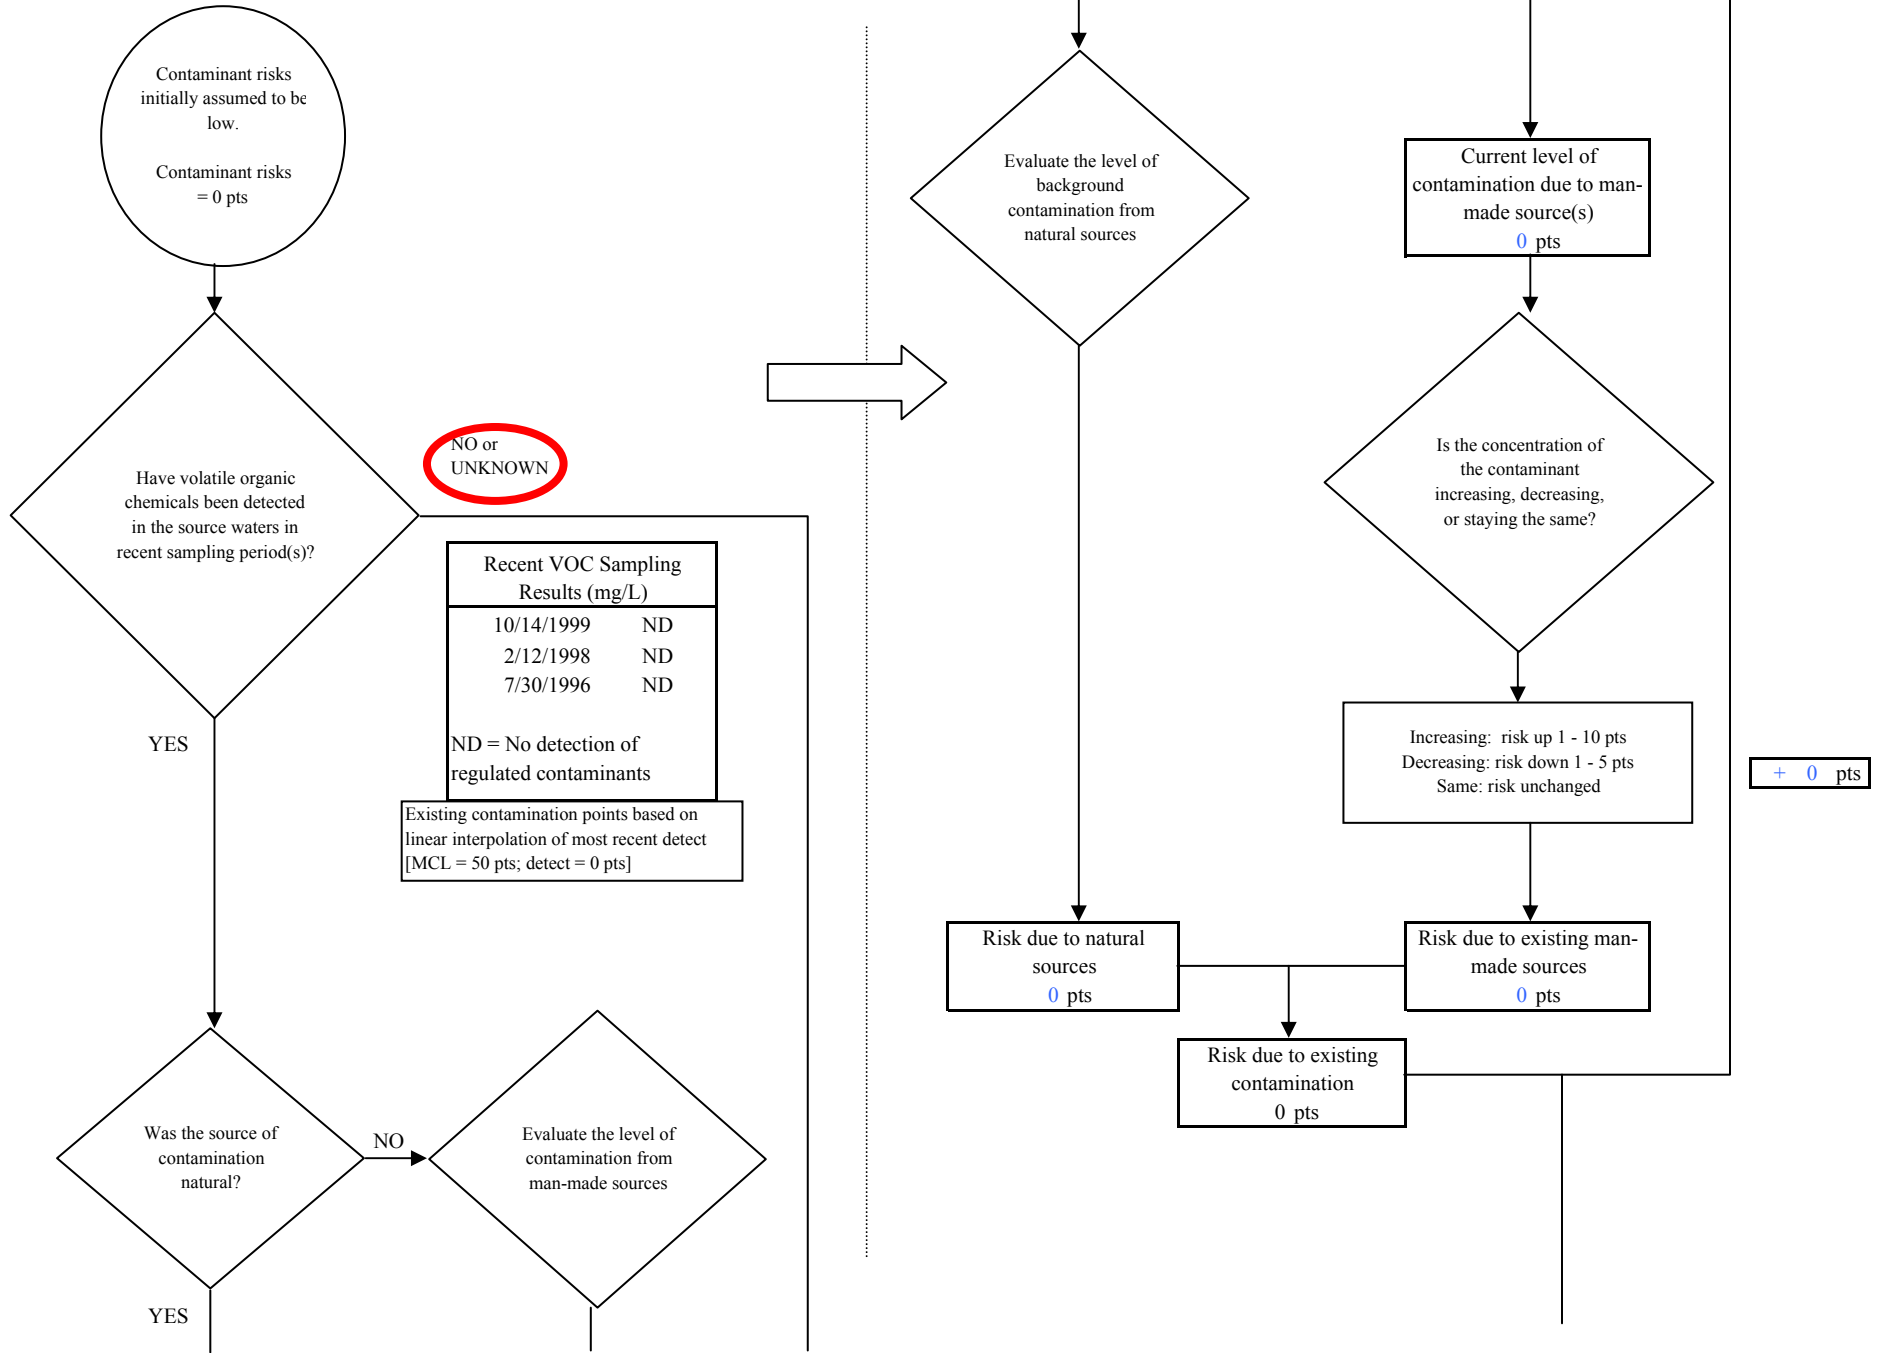 Contaminant risks
initially assumed to be
low.
Contaminant risks
= 0 pts
Have volatile organic
chemicals been detected
in the source waters in
recent sampling period(s)?
NO or
UNKNOWN
Recent VOC Sampling
Results (mg/L)
10/14/1999 ND
2/12/1998 ND
7/30/1996 ND
ND = No detection of
regulated contaminants
Existing contamination points based on
linear interpolation of most recent detect
[MCL = 50 pts; detect = 0 pts]
YES
Was the source of
contamination
natural?
NO
Evaluate the level of
contamination from
man-made sources
YES
Evaluate the level of
background
contamination from
natural sources
Current level of
contamination due to man-
made source(s)
0 pts
Is the concentration of
the contaminant
increasing, decreasing,
or staying the same?
Increasing: risk up 1 - 10 pts
Decreasing: risk down 1 - 5 pts
Same: risk unchanged
+ 0 pts
Risk due to natural
sources
0 pts
Risk due to existing man-
made sources
0 pts
Risk due to existing
contamination
0 pts